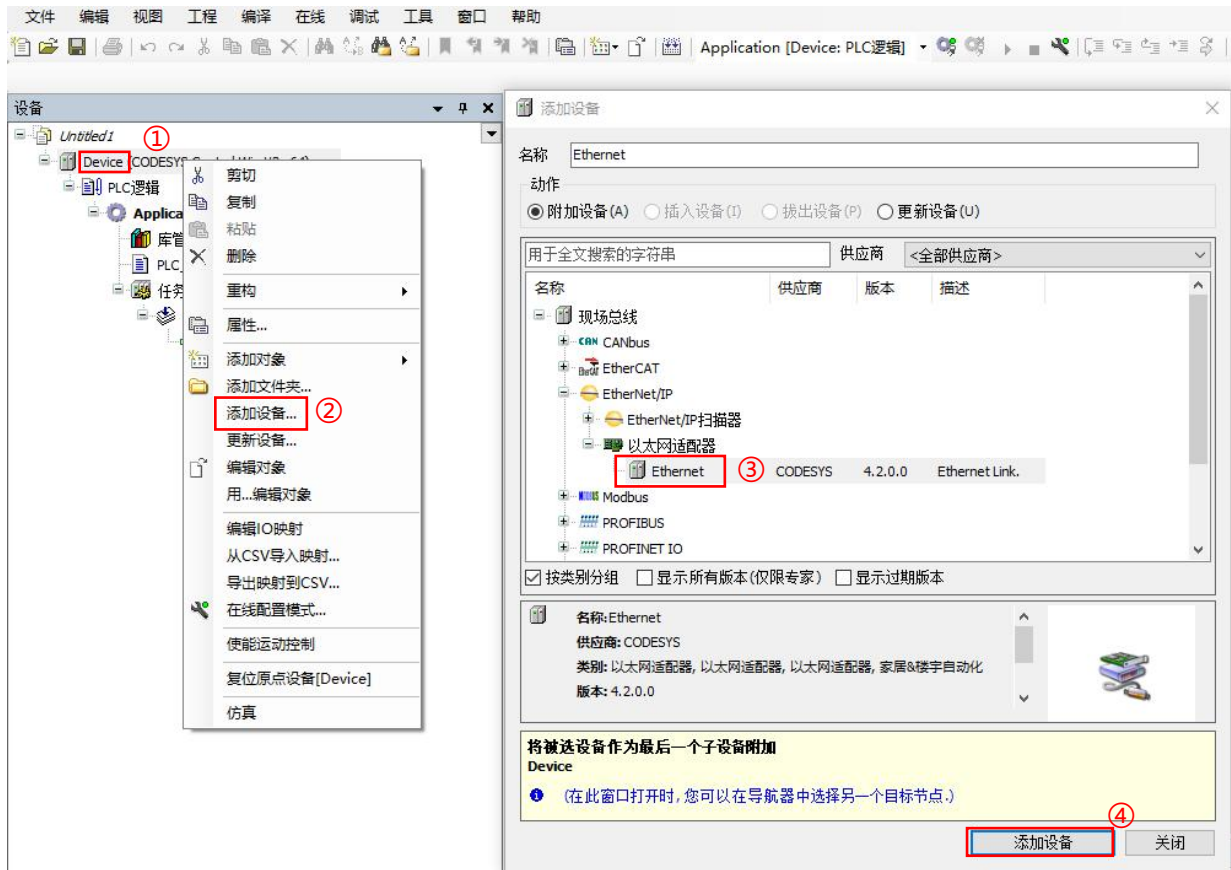 文件 编辑 视图 工程 编译 在线 调试 工具 窗口 帮助
Application [Device: PLC逻辑]
设备
Untitled1
①
Device (CODESYS
PLC逻辑
Applica
库管
PLC_
任务
剪切
复制
粘贴
删除
重构
属性...
添加对象
添加文件夹...
添加设备...
②
更新设备...
编辑对象
用...编辑对象
编辑IO映射
从CSV导入映射...
导出映射到CSV...
在线配置模式...
使能运动控制
复位原点设备[Device]
仿真
添加设备
名称 Ethernet
动作
附加设备(A) 插入设备(I) 拔出设备(P) 更新设备(U)
用于全文搜索的字符串 供应商 <全部供应商>
名称 供应商 版本 描述
现场总线
CAN CANbus
EtherCAT
EtherNet/IP
EtherNet/IP扫描器
以太网适配器
Ethernet ③ CODESYS 4.2.0.0 Ethernet Link.
Modbus
PROFIBUS
PROFINET IO
按类别分组 显示所有版本(仅限专家) 显示过期版本
名称:Ethernet
供应商: CODESYS
类别: 以太网适配器, 以太网适配器, 以太网适配器, 家居&楼宇自动化
版本: 4.2.0.0
将被选设备作为最后一个子设备附加
Device
(在此窗口打开时, 您可以在导航器中选择另一个目标节点.)
④
添加设备 关闭